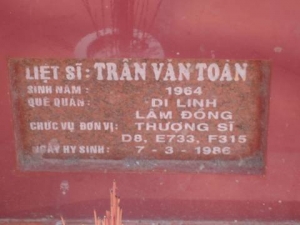 LIỆT SĨ: TRẦN VĂN TOÀN
SINH NĂM: 1964
QUÊ QUÁN: DI LINH
LÂM ĐỒNG
CHỨC VỤ ĐƠN VỊ: THƯỢNG SĨ
D8, E733, F315
NGÀY HY SINH: 7 - 3 - 1986